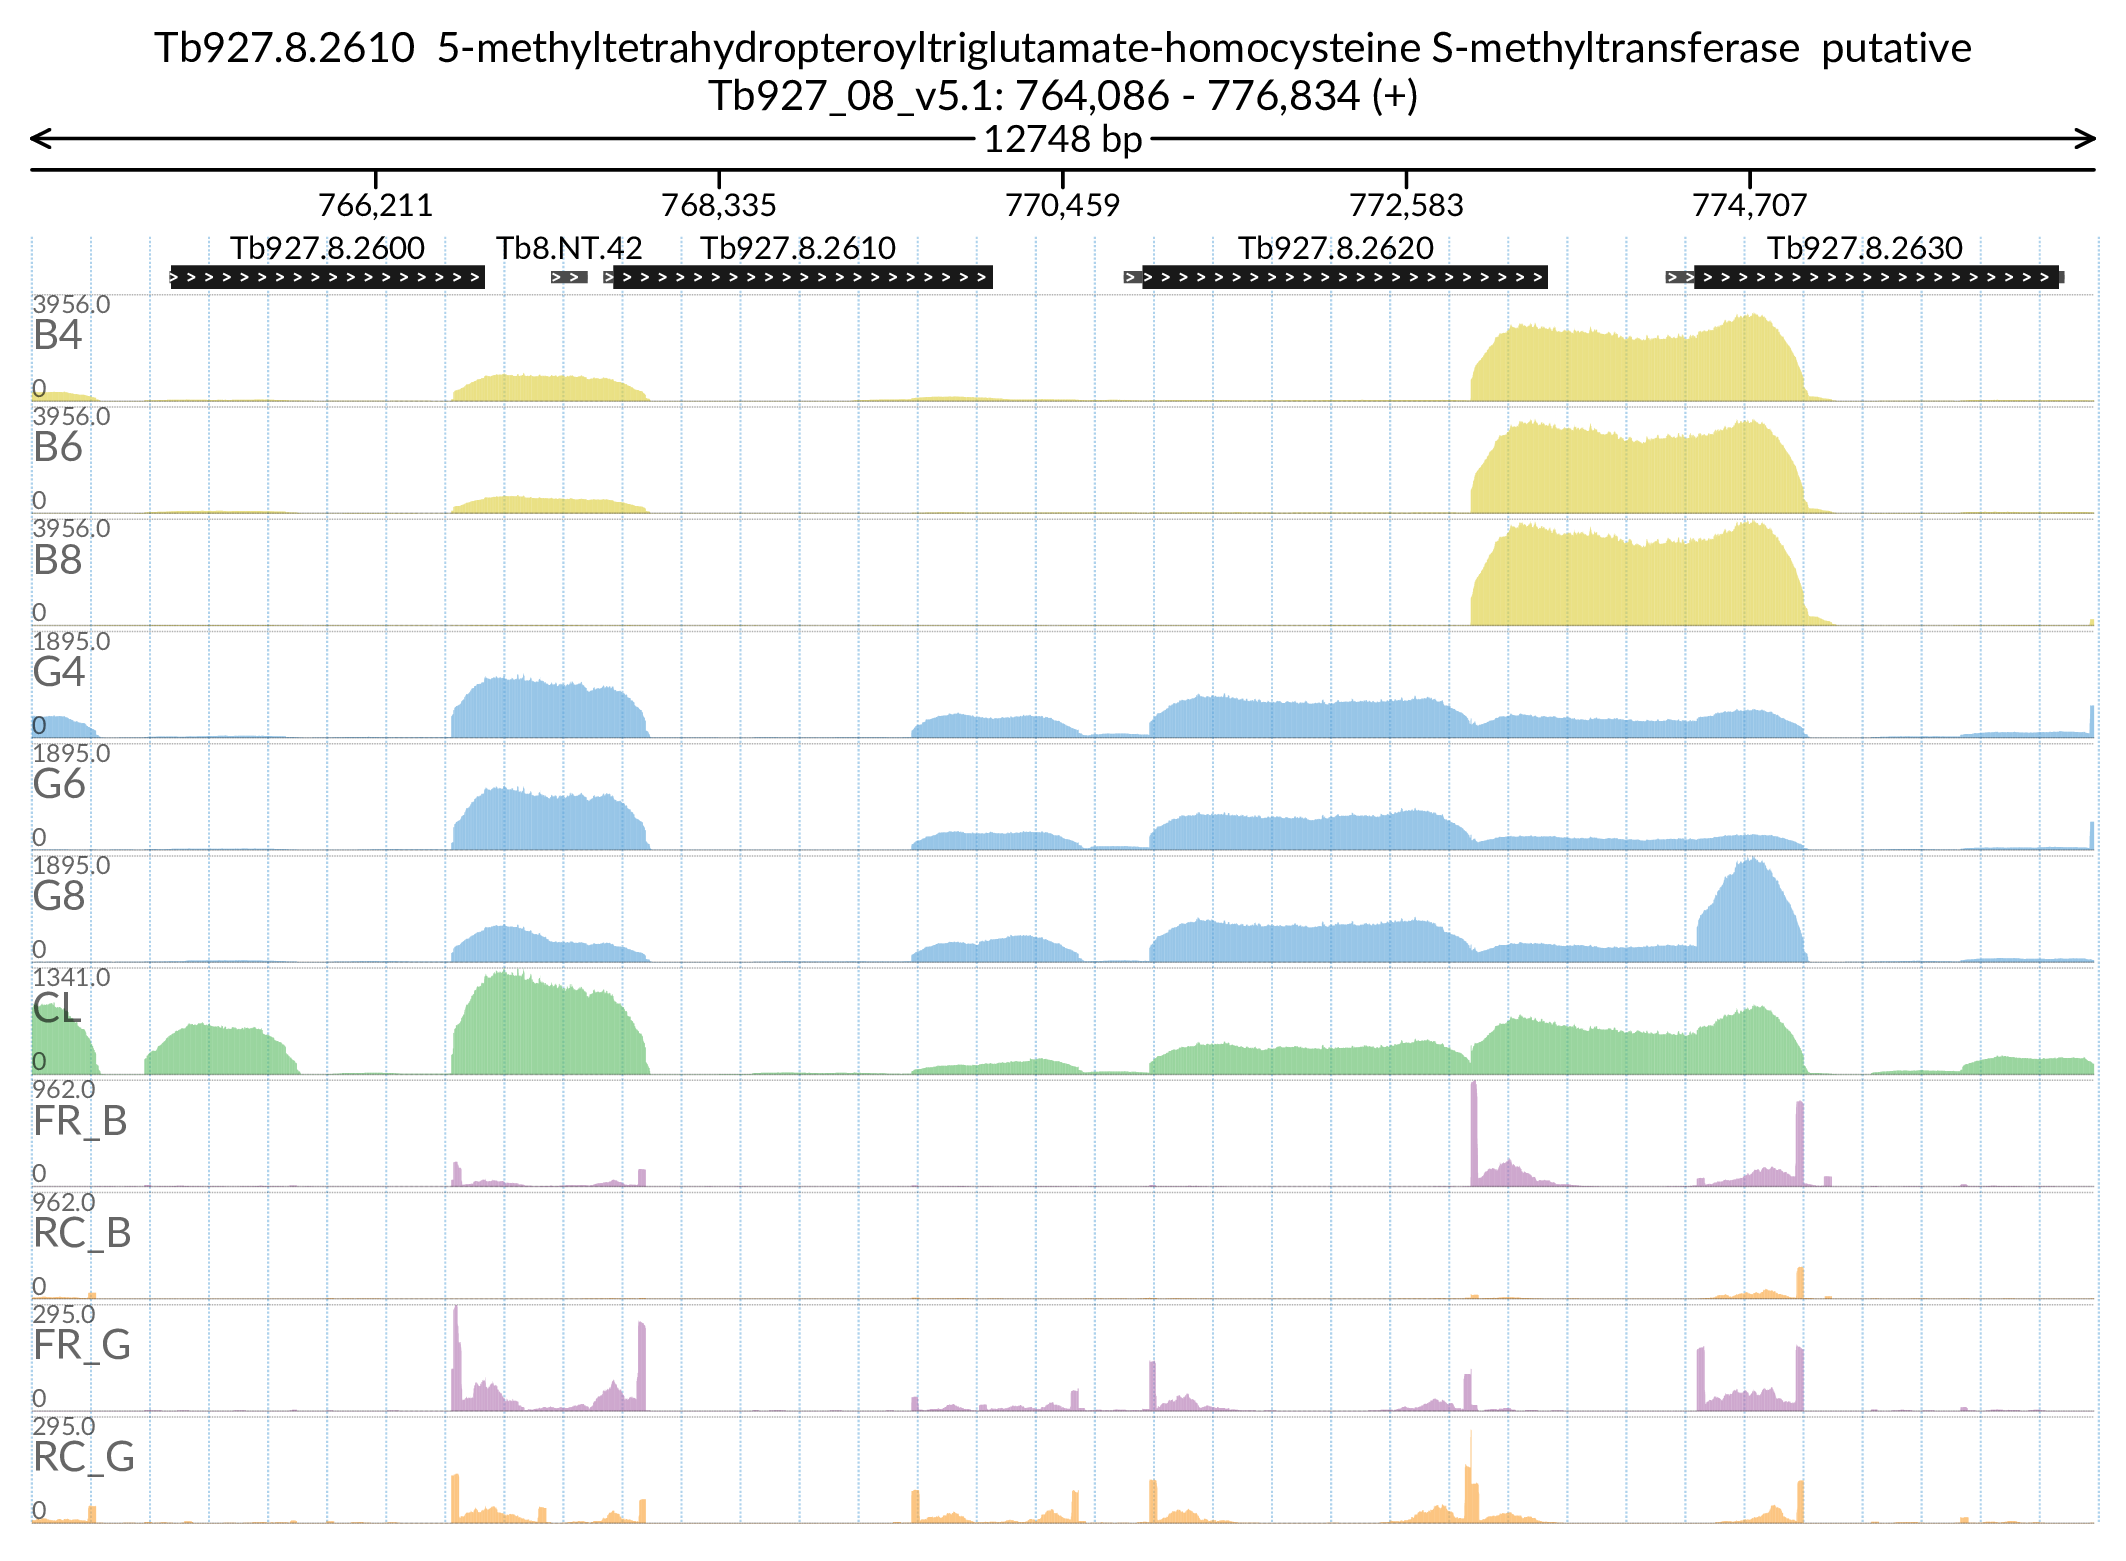 Tb927.8.2610 5-methyltetrahydropteroyltriglutamate-homocysteine S-methyltransferase putative
Tb927_08_v5.1: 764,086 - 776,834 (+)
12748 bp
766,211 768,335 770,459 772,583 774,707
Tb927.8.2600 Tb8.NT.42 Tb927.8.2610 Tb927.8.2620 Tb927.8.2630
3956.0
B4
0
3956.0
B6
0
3956.0
B8
0
1895.0
G4
0
1895.0
G6
0
1895.0
G8
0
1341.0
CL
0
962.0
FR_B
0
962.0
RC_B
0
295.0
FR_G
0
295.0
RC_G
0